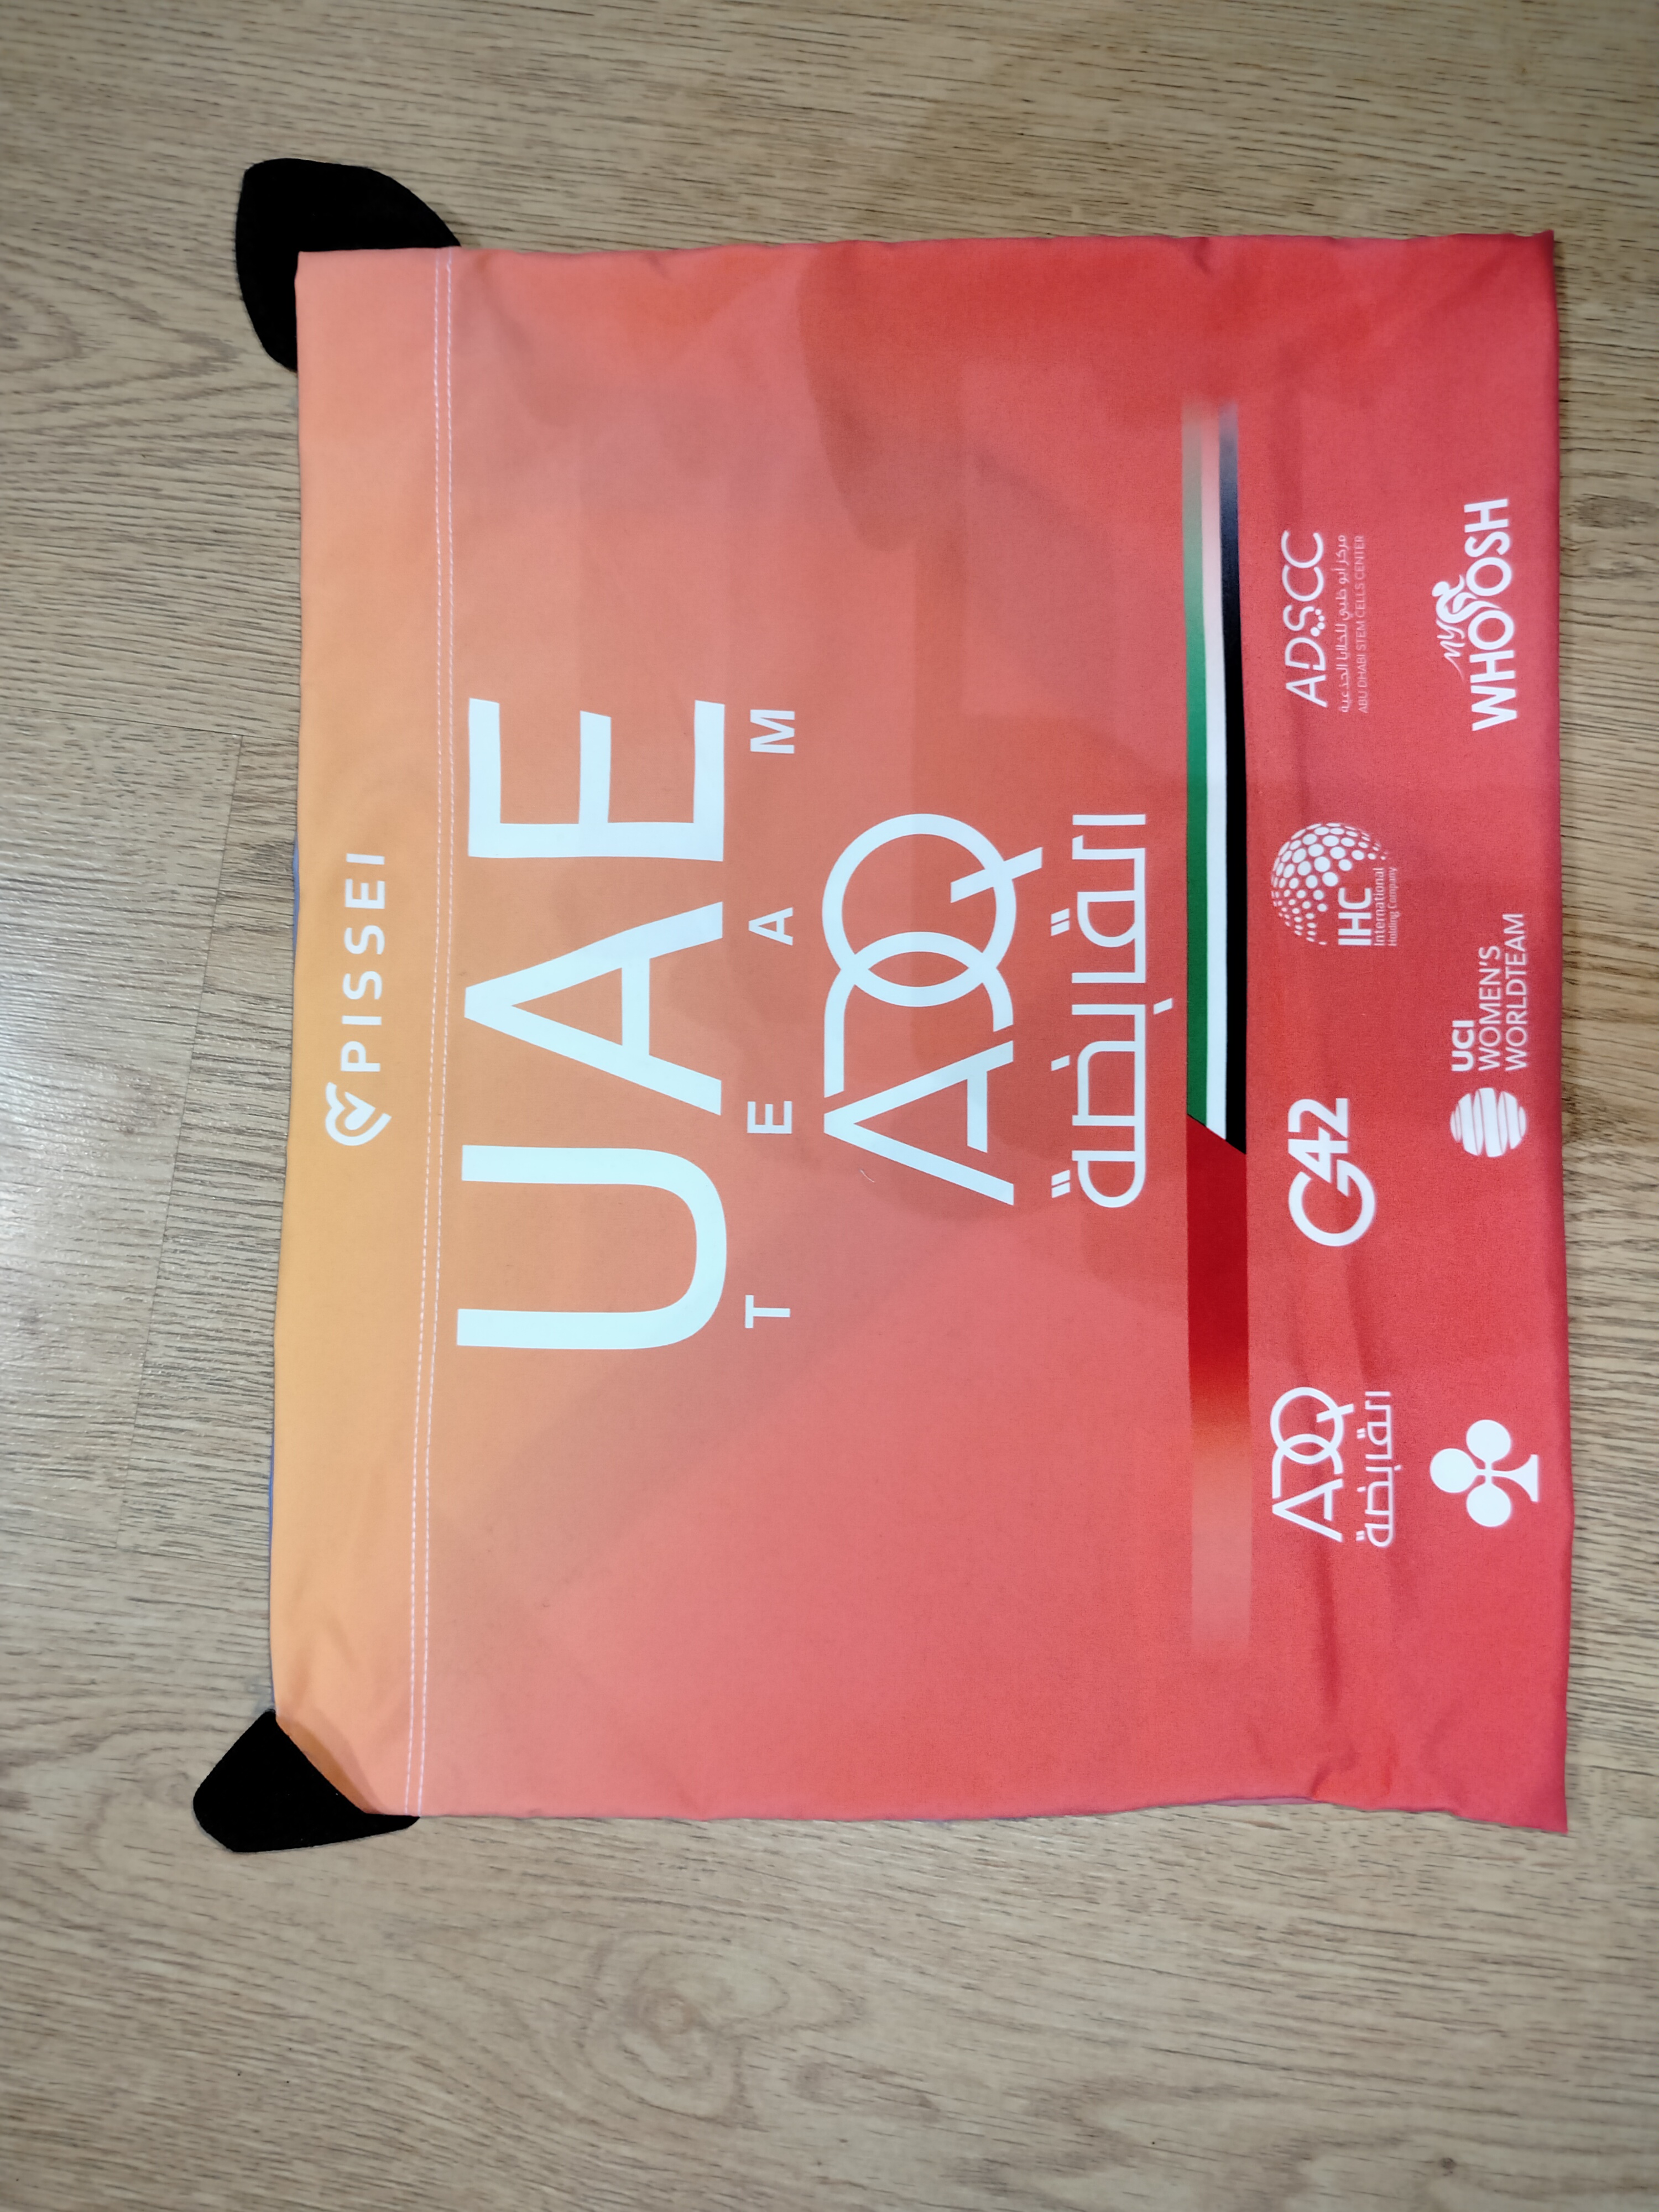 PISSEI
UAE
TEAM
ADQ
القابضة
ADQ
القابضة
G42
IHC
International
Holding Company
ADSCC
مركز أبو ظبي للخلايا الجذعية
ABU DHABI STEM CELLS CENTER
UCI
WOMEN'S
WORLDTEAM
MY
WHOOSH